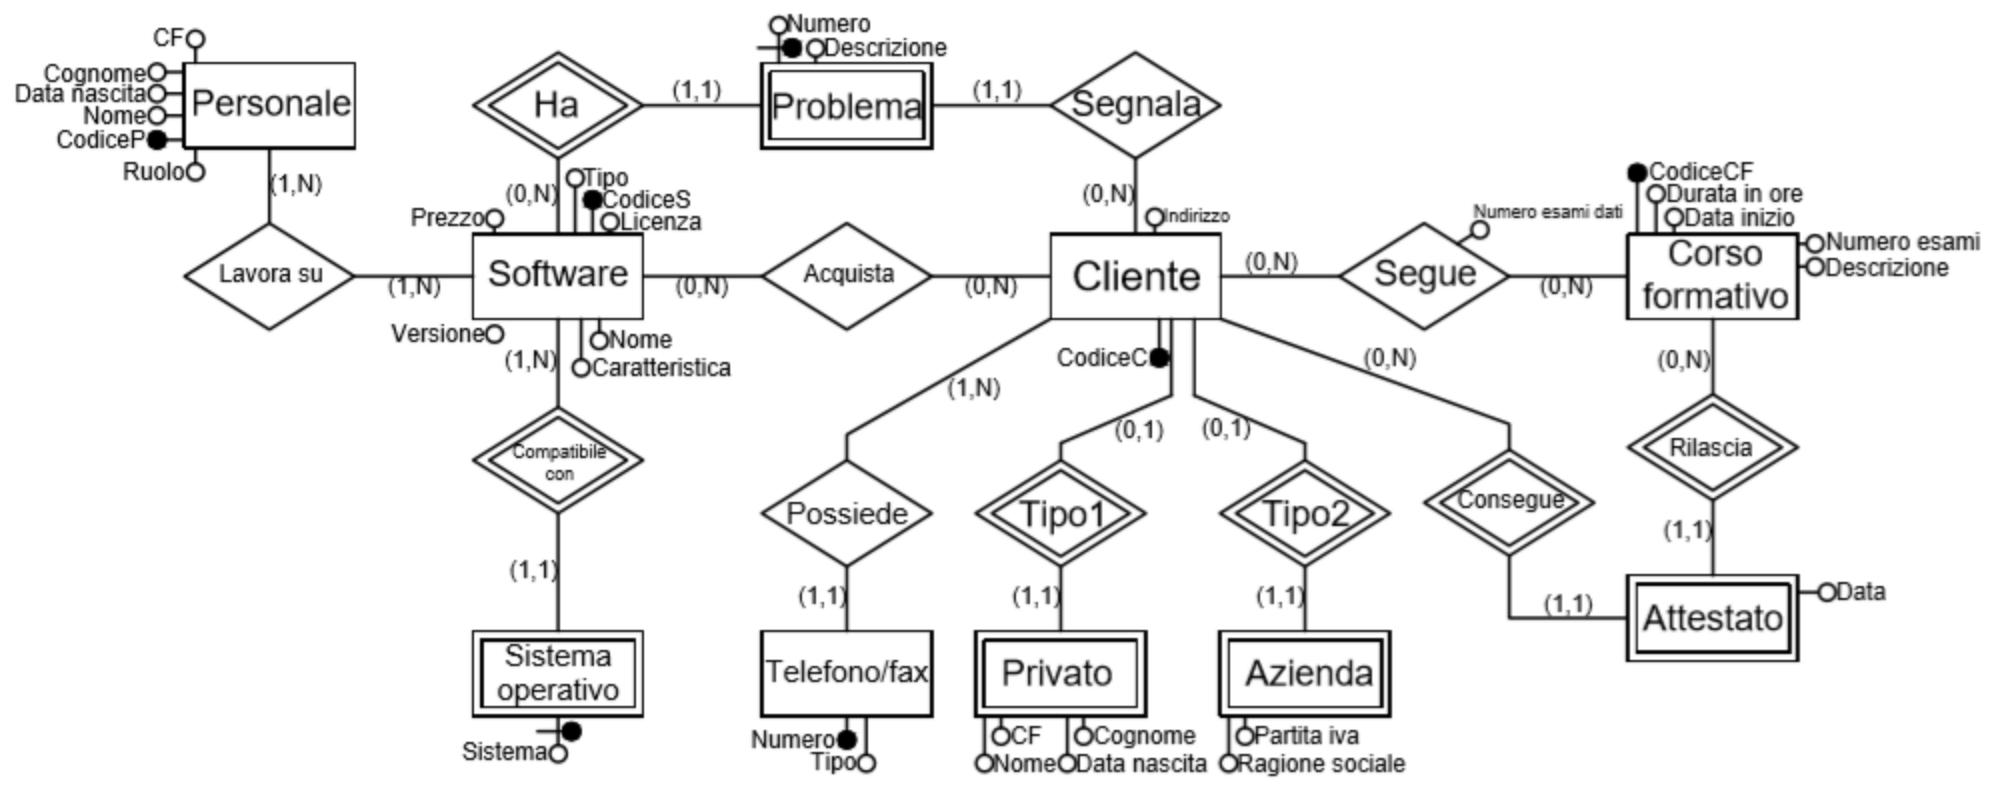 CF
Cognome
Data nascita
Nome
CodiceP
Ruolo
Personale
(1,N)
Lavora su
(1,N)
Ha
(1,1)
(0,N)
Numero
Descrizione
Problema
(1,1)
Segnala
(0,N)
Tipo
CodiceS
Licenza
Prezzo
Software
Versione
Nome
Caratteristica
(0,N)
Acquista
(0,N)
Indirizzo
Cliente
CodiceC
(0,N)
Segue
Numero esami dati
(0,N)
CodiceCF
Durata in ore
Data inizio
Numero esami
Descrizione
Corso
formativo
(1,N)
Compatibile
con
(1,1)
Sistema
operativo
Sistema
(1,N)
Possiede
(1,1)
Telefono/fax
Numero
Tipo
(0,1)
Tipo1
(1,1)
Privato
CF
Cognome
Nome
Data nascita
(0,1)
Tipo2
(1,1)
Azienda
Partita iva
Ragione sociale
(0,N)
Consegue
(1,1)
(0,N)
Rilascia
(1,1)
Attestato
Data